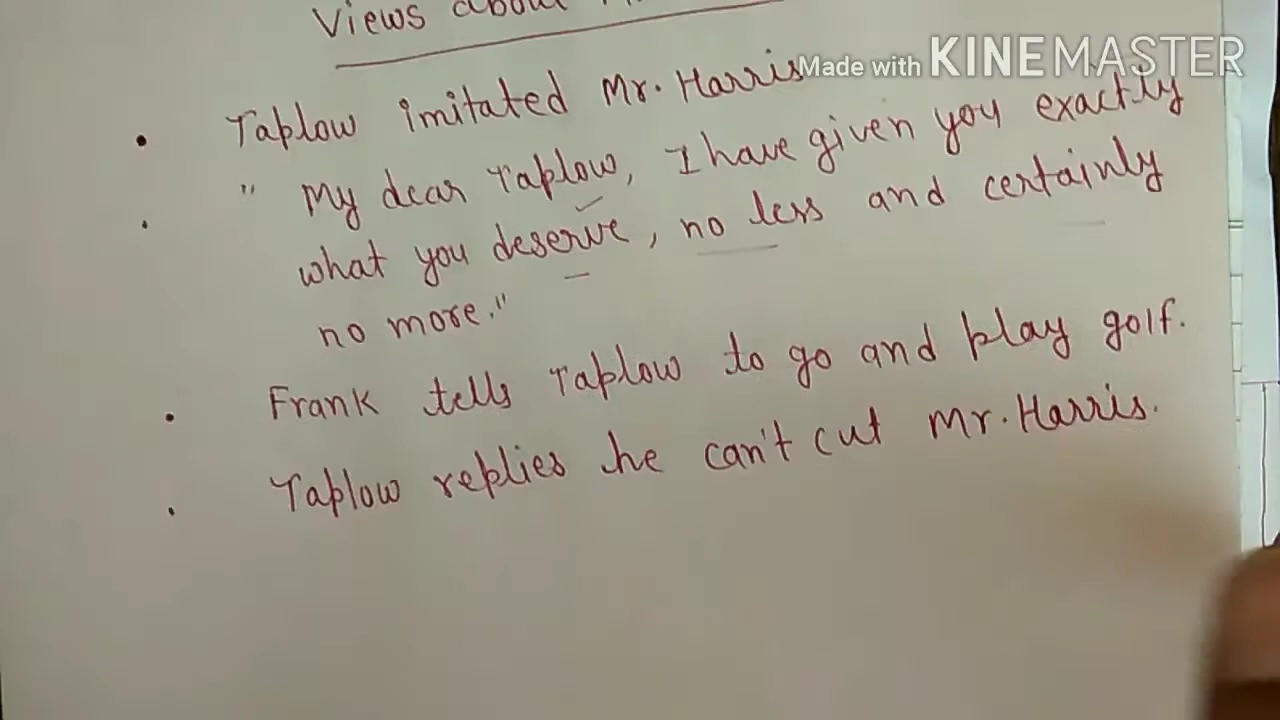 Views about
Made with KINEMASTER
• Taplow imitated Mr. Harris
" My dear Taplow, I have given you exactly
what you deserve, no less and certainly
no more."
• Frank tells Taplow to go and play golf.
• Taplow replies he can't cut Mr. Harris.